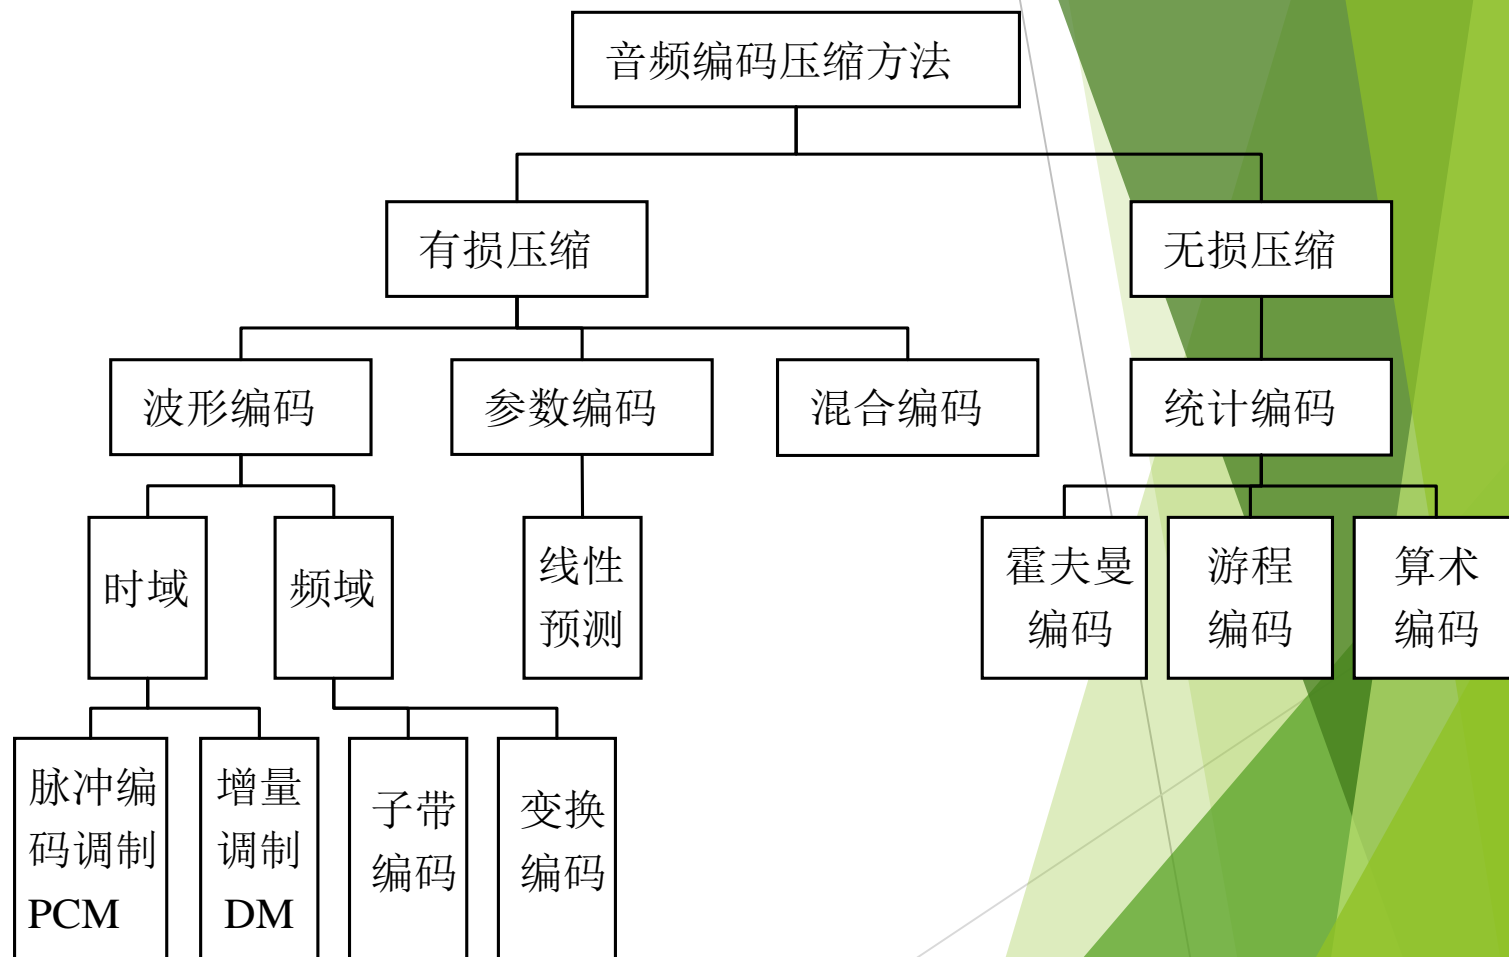 音频编码压缩方法
有损压缩
无损压缩
波形编码
参数编码
混合编码
统计编码
时域
频域
线性
预测
霍夫曼
编码
游程
编码
算术
编码
脉冲编
码调制
PCM
增量
调制
DM
子带
编码
变换
编码